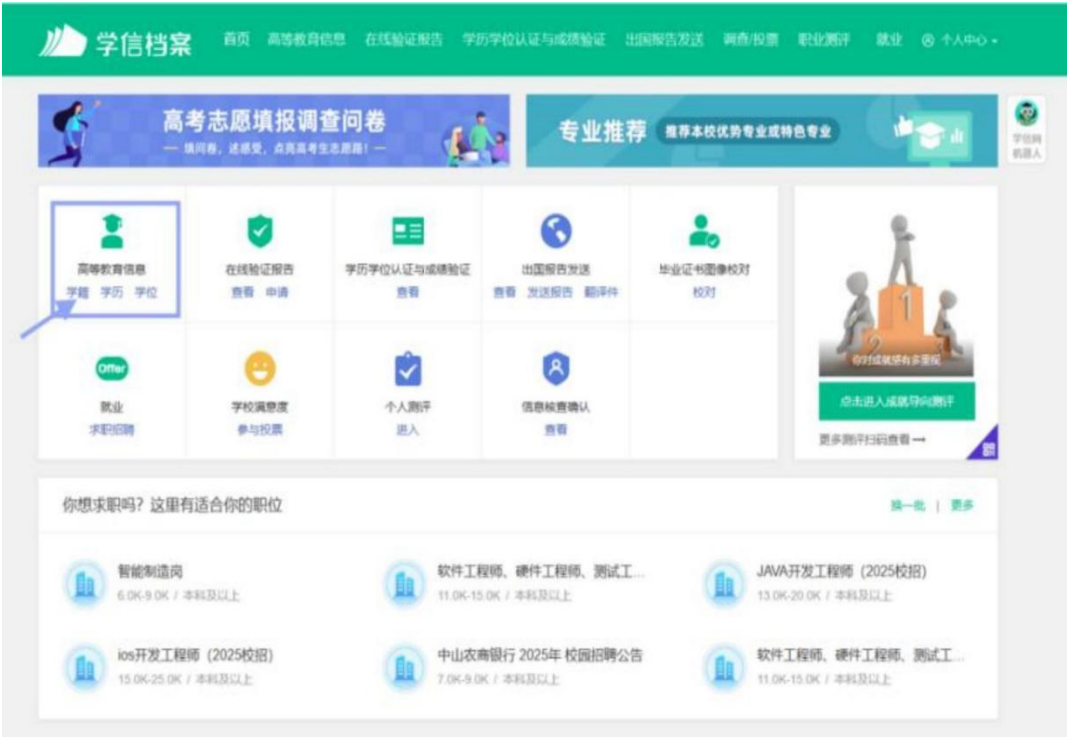 学信档案 首页 高等教育信息 在线验证报告 学历学位认证与成绩验证 出国报告发送 调查/投票 职业测评 就业 个人中心
高考志愿填报调查问卷
填问卷，述感受，点亮高考生志愿路！
专业推荐 推荐本校优势专业或特色专业
学信网
机器人
高等教育信息
学籍 学历 学位
在线验证报告
查看 申请
学历学位认证与成绩验证
查看
出国报告发送
查看 发送报告 翻译件
毕业证书图像校对
校对
Offer
就业
求职招聘
学校满意度
参与投票
个人测评
进入
信息核查确认
查看
1
2
3
你对成就感有多重视
点击进入成就导向测评
更多测评扫码查看
你想求职吗？这里有适合你的职位
换一批 | 更多
智能制造岗
6.0K-9.0K / 本科及以上
软件工程师、硬件工程师、测试工...
11.0K-15.0K / 本科及以上
JAVA开发工程师（2025校招）
13.0K-20.0K / 本科及以上
ios开发工程师（2025校招）
15.0K-25.0K / 本科及以上
中山农商银行 2025年 校园招聘公告
7.0K-9.0K / 本科及以上
软件工程师、硬件工程师、测试工...
11.0K-15.0K / 本科及以上